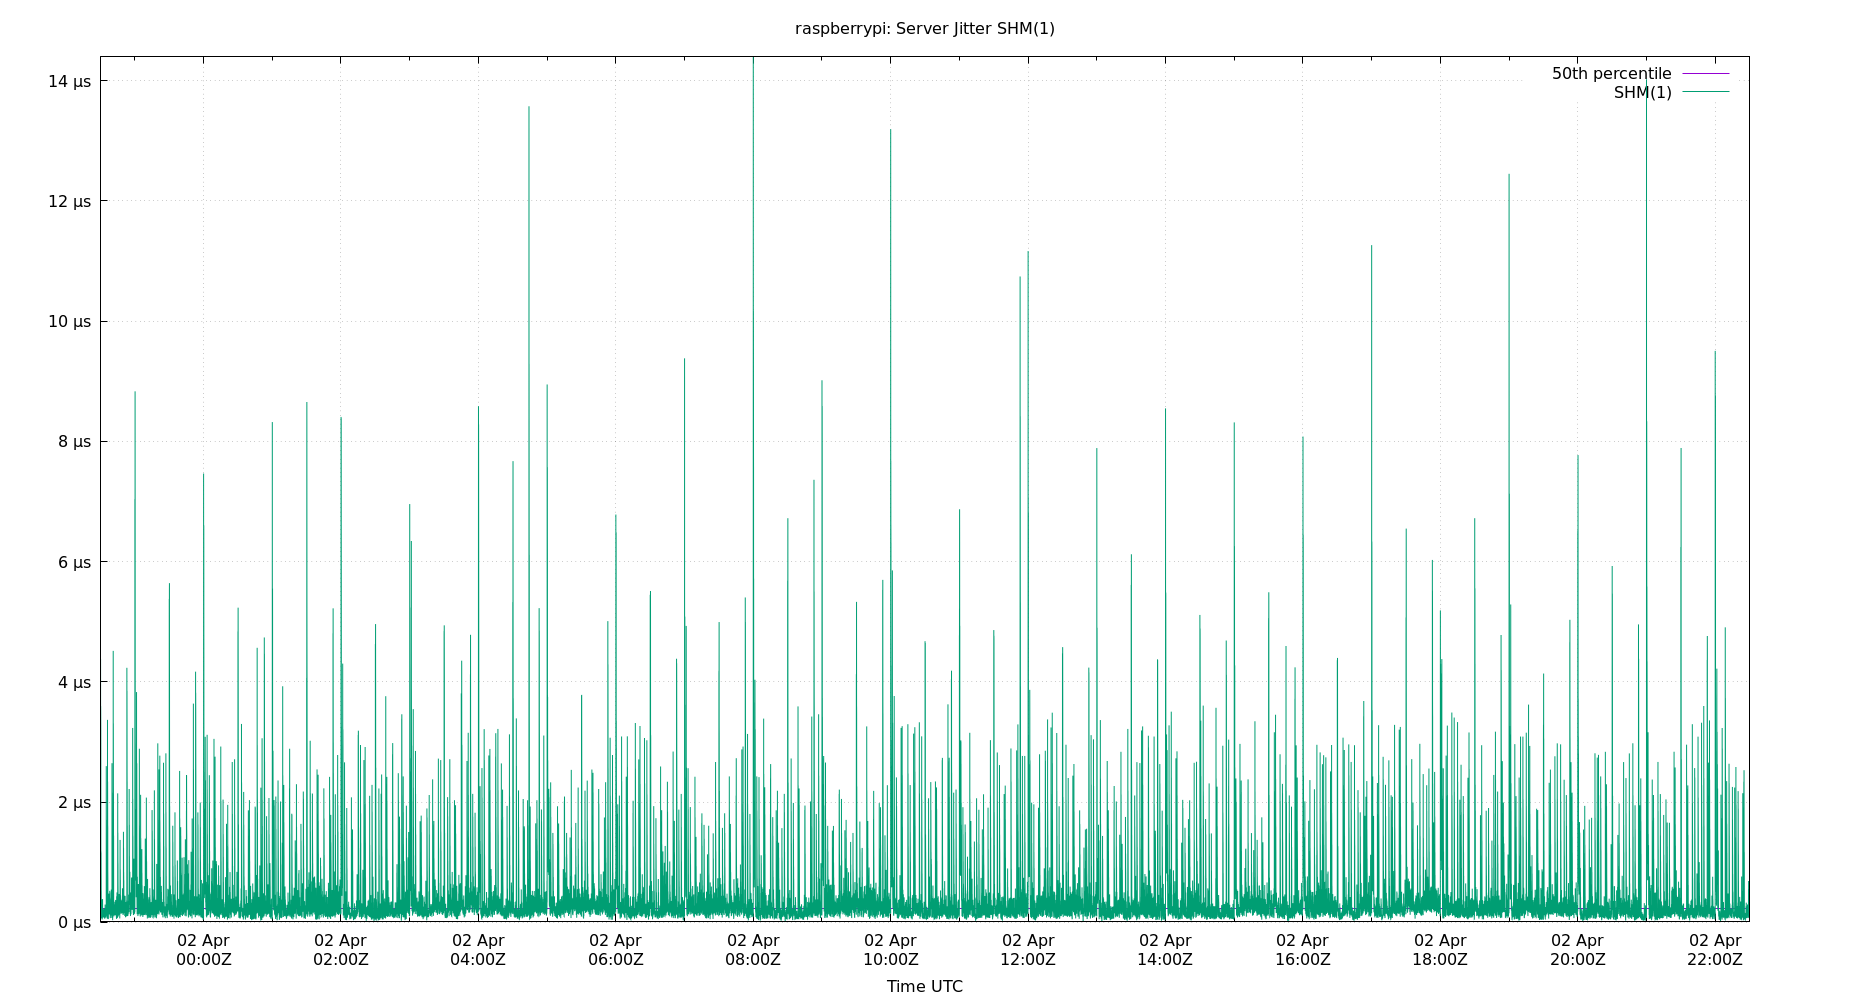 raspberrypi: Server Jitter SHM(1)
50th percentile
SHM(1)
14 µs
12 µs
10 µs
8 µs
6 µs
4 µs
2 µs
0 µs
02 Apr 02 Apr 02 Apr 02 Apr 02 Apr 02 Apr 02 Apr 02 Apr 02 Apr 02 Apr 02 Apr 02 Apr
00:00Z 02:00Z 04:00Z 06:00Z 08:00Z 10:00Z 12:00Z 14:00Z 16:00Z 18:00Z 20:00Z 22:00Z
Time UTC